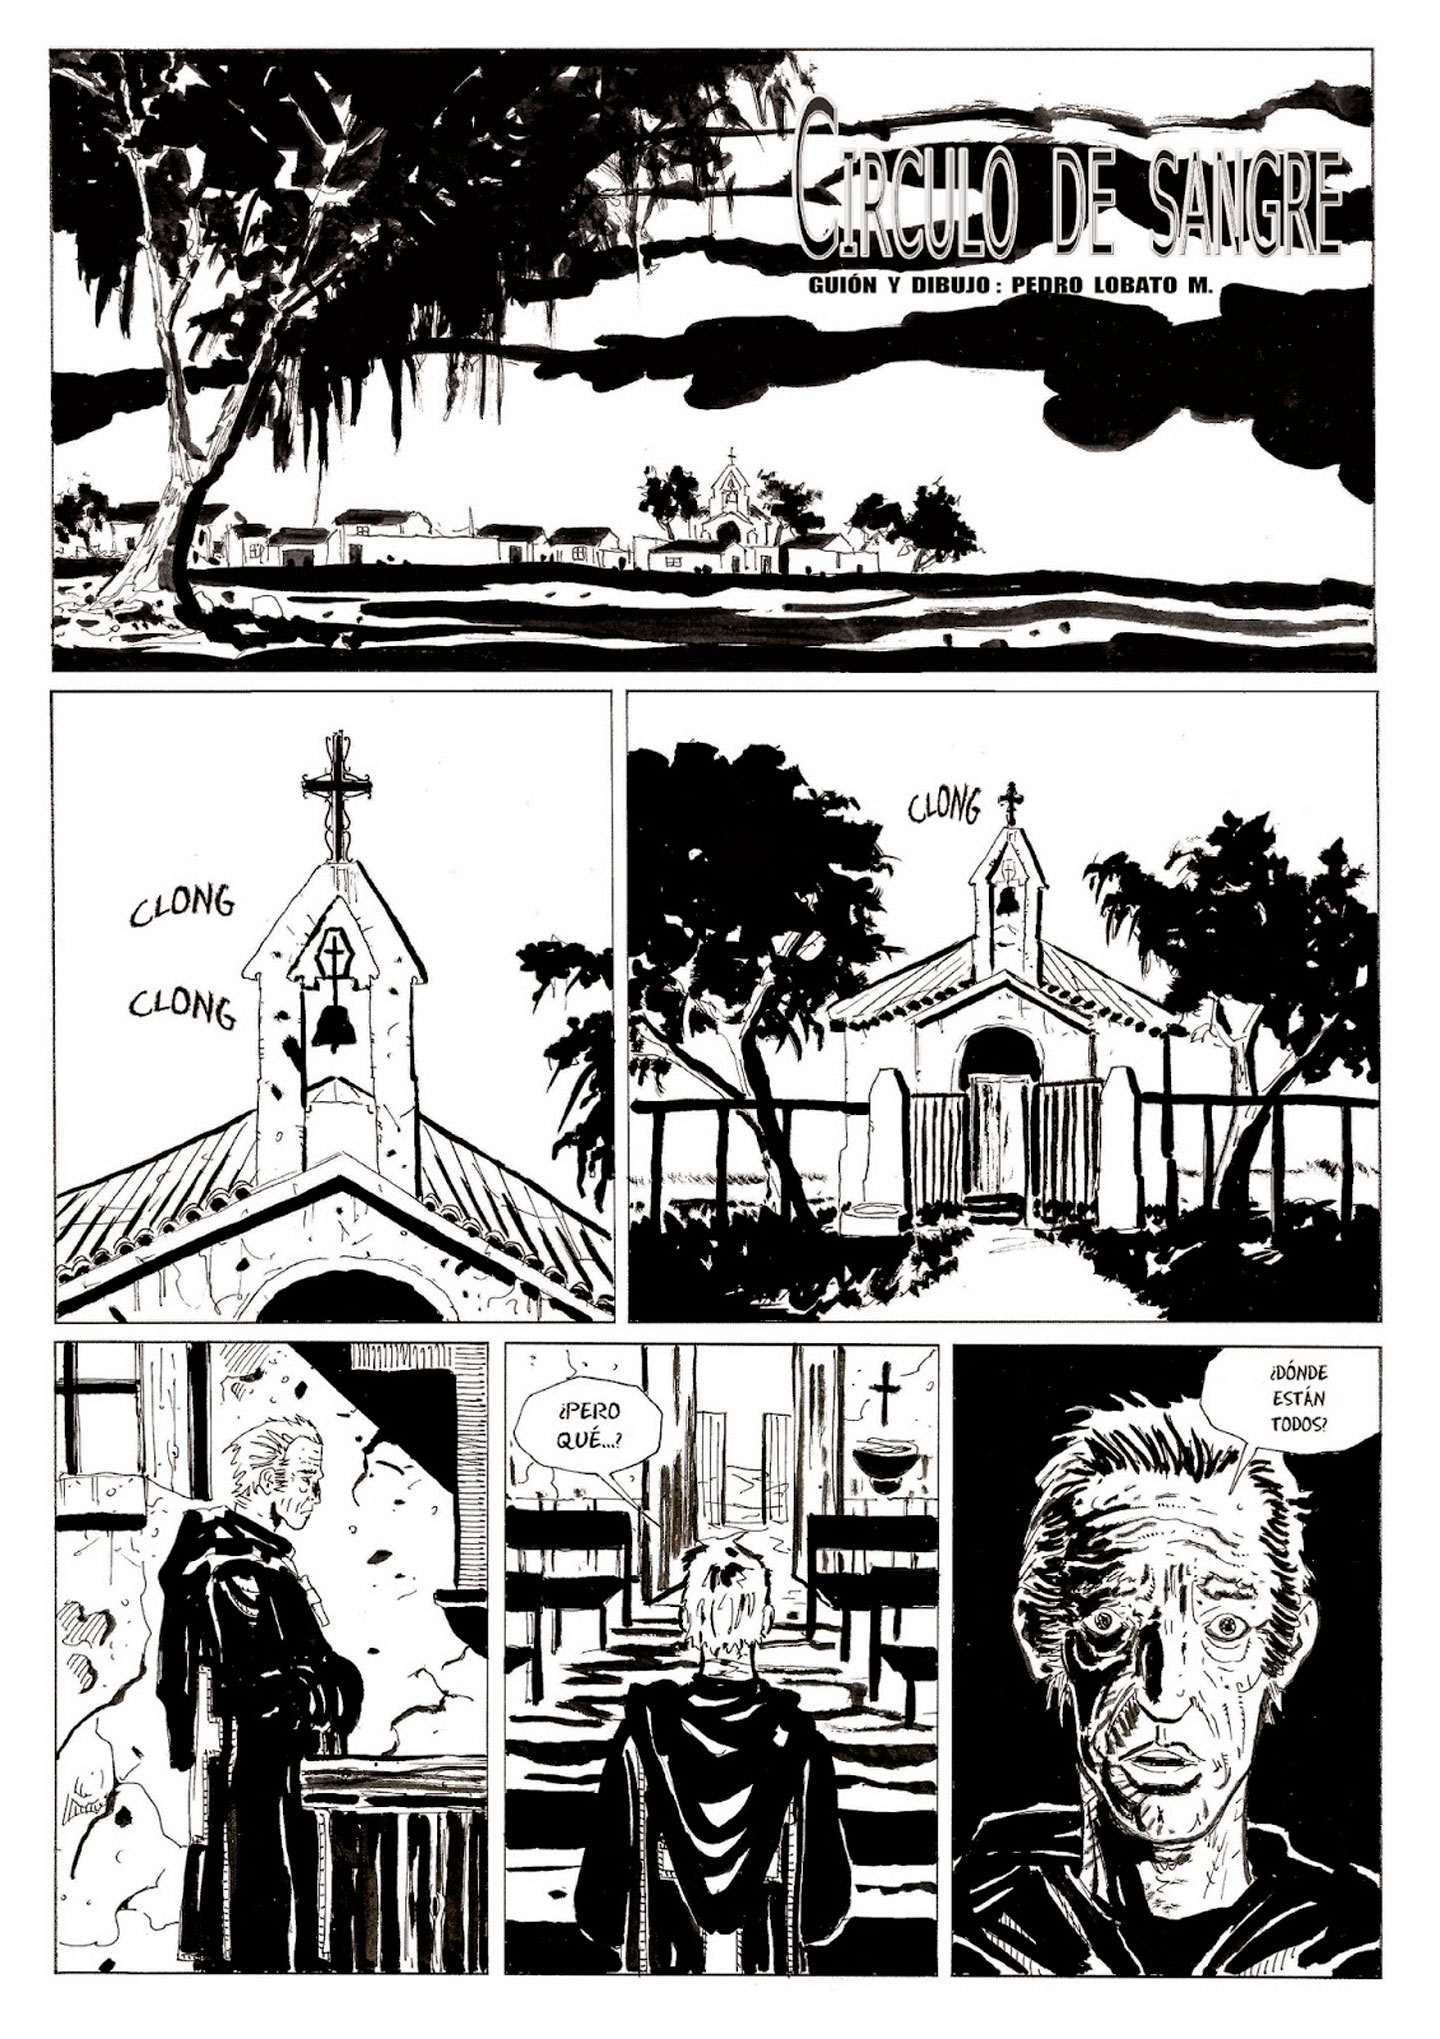 CIRCULO DE SANGRE
GUIÓN Y DIBUJO: PEDRO LOBATO M.
CLONG
CLONG
CLONG
¿PERO
QUÉ...?
¿DÓNDE
ESTÁN
TODOS?